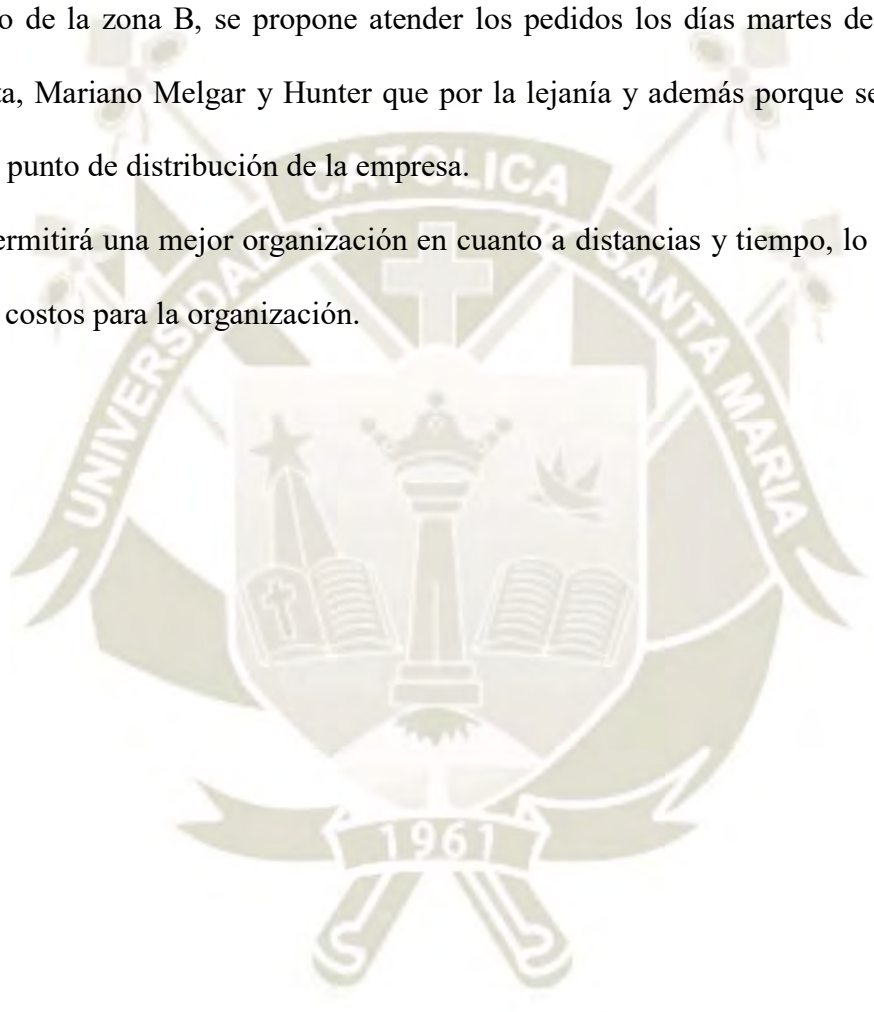 o de la zona B, se propone atender los pedidos los días martes de
ta, Mariano Melgar y Hunter que por la lejanía y además porque se
punto de distribución de la empresa.
ermitirá una mejor organización en cuanto a distancias y tiempo, lo
costos para la organización.
UNIVERSIDAD CATOLICA SANTA MARIA
1961